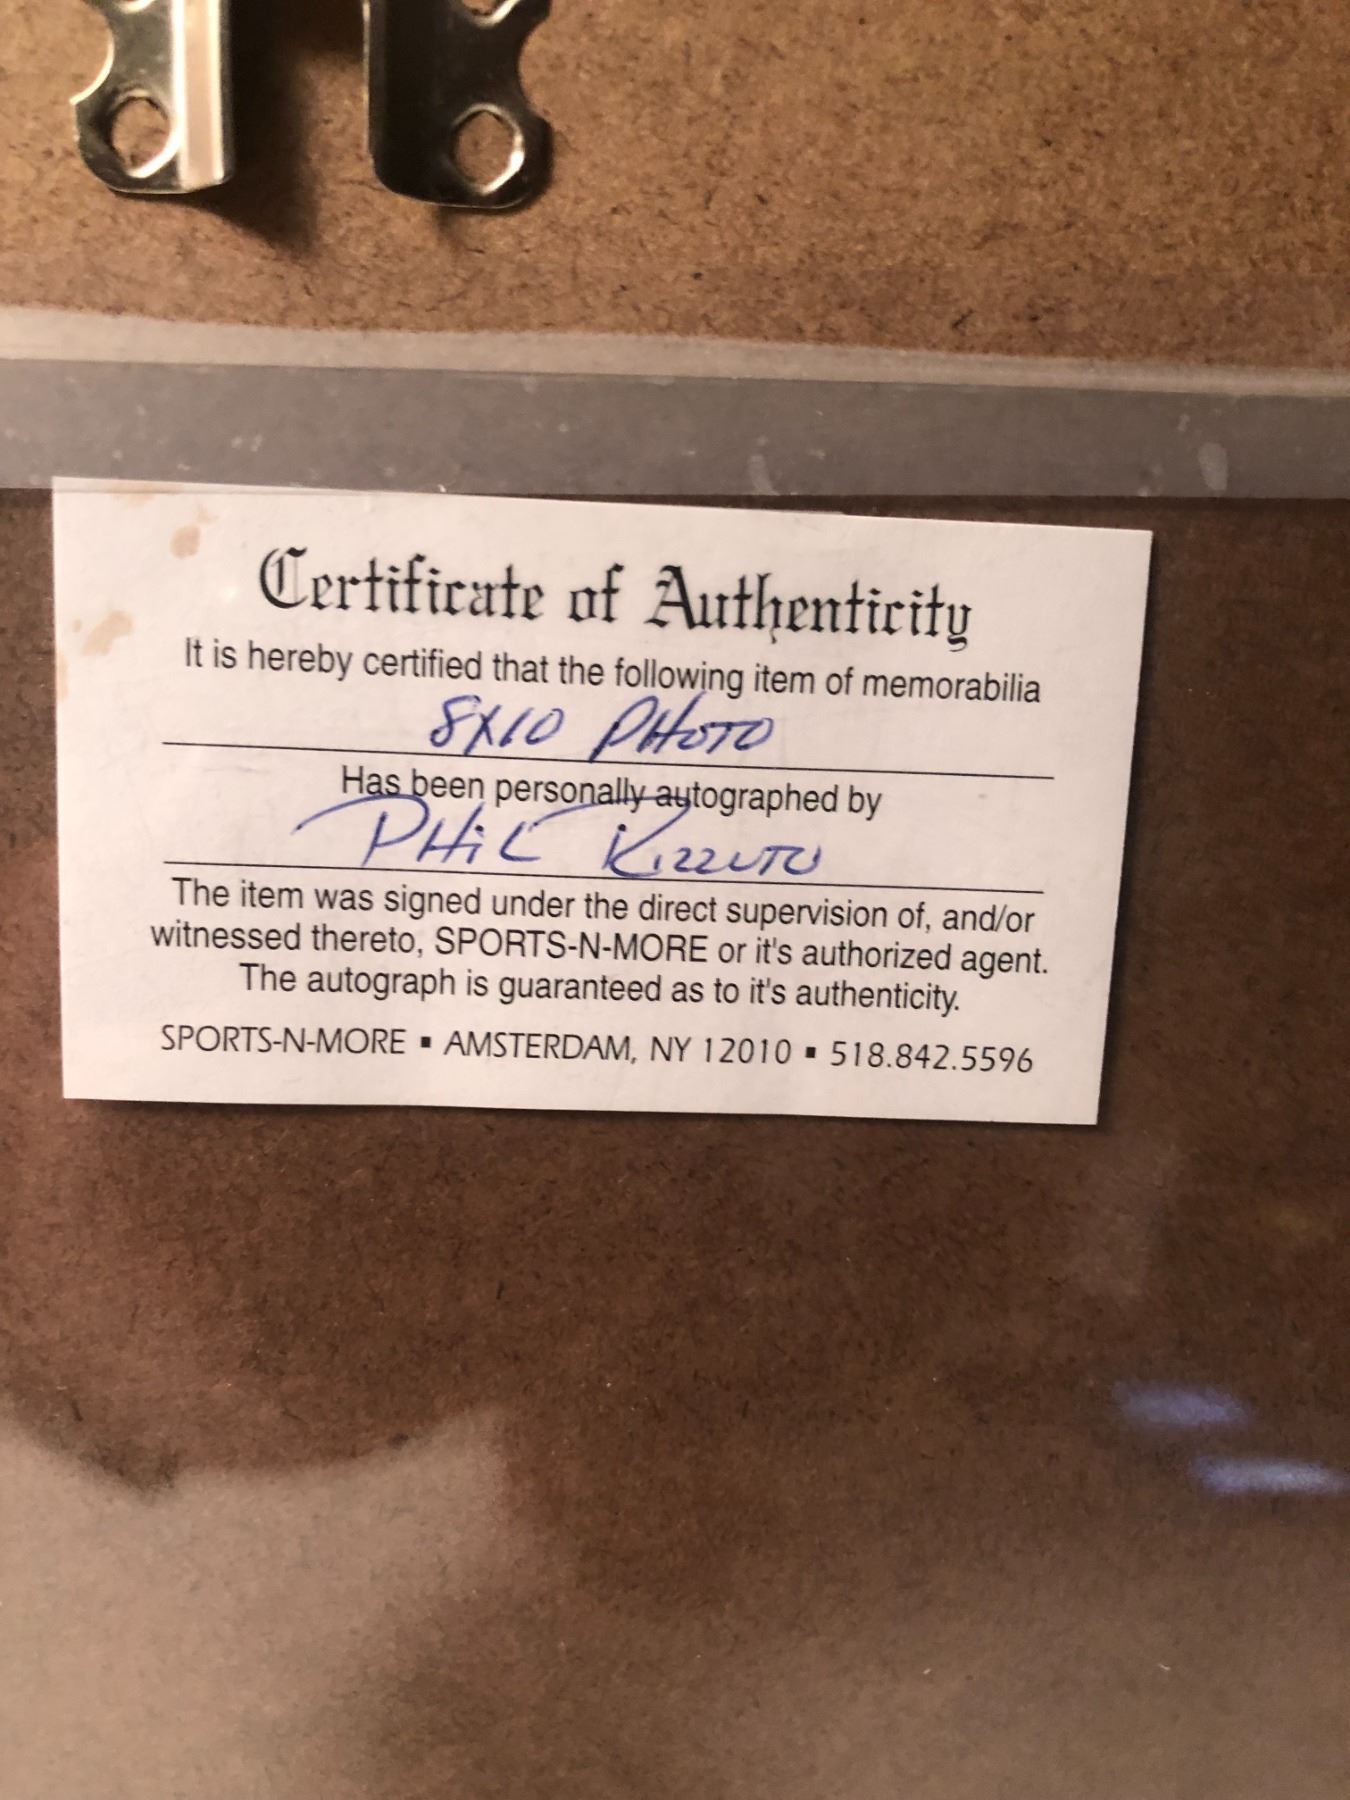 Certificate of Authenticity
It is hereby certified that the following item of memorabilia
8X10 PHOTO
Has been personally autographed by
PHiL RizzuTO
The item was signed under the direct supervision of, and/or
witnessed thereto, SPORTS-N-MORE or it's authorized agent.
The autograph is guaranteed as to it's authenticity.
SPORTS-N-MORE ▪ AMSTERDAM, NY 12010 ▪ 518.842.5596